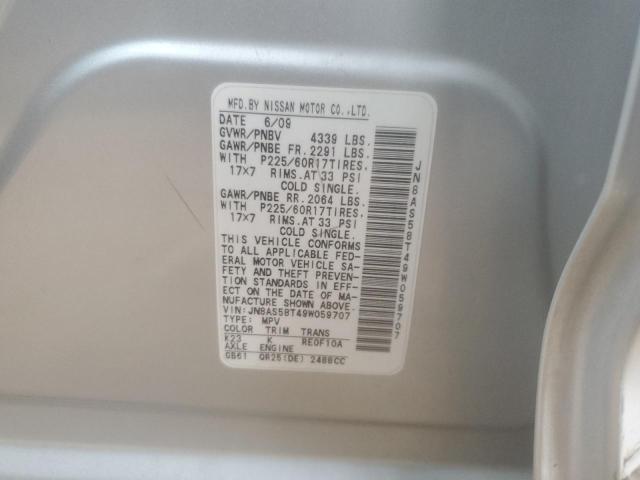 MFD.BY NISSAN MOTOR CO.,LTD.
DATE 6/09
GVWR/PNBV 4339 LBS.
GAWR/PNBE FR.2291 LBS.
WITH P225/60R17TIRES,
17X7 RIMS.AT 33 PSI
COLD SINGLE.
GAWR/PNBE RR.2064 LBS.
WITH P225/60R17TIRES,
17X7 RIMS.AT 33 PSI
COLD SINGLE.
THIS VEHICLE CONFORMS
TO ALL APPLICABLE FED-
ERAL MOTOR VEHICLE SA-
FETY AND THEFT PREVEN-
TION STANDARDS IN EFF-
ECT ON THE DATE OF MA-
NUFACTURE SHOWN ABOVE.
VIN:JN8AS58T49W059707
TYPE: MPV
COLOR TRIM TRANS
K23 K RE0F10A
AXLE ENGINE
GB61 QR25(DE) 2488CC
JN8AS58T49W059707